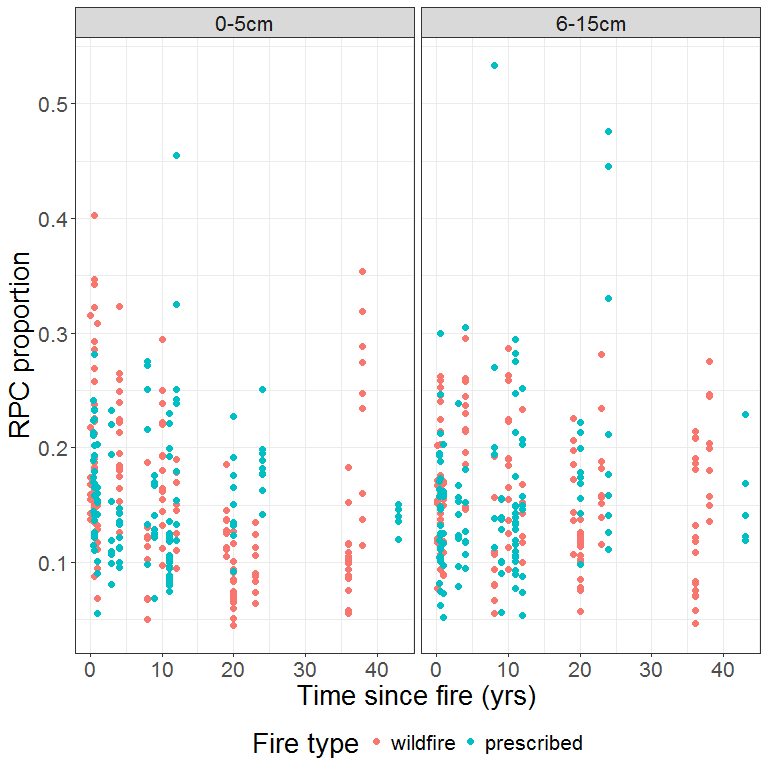 0-5cm 6-15cm
RPC proportion
0.5
0.4
0.3
0.2
0.1
0 10 20 30 40 0 10 20 30 40
Time since fire (yrs)
Fire type wildfire prescribed